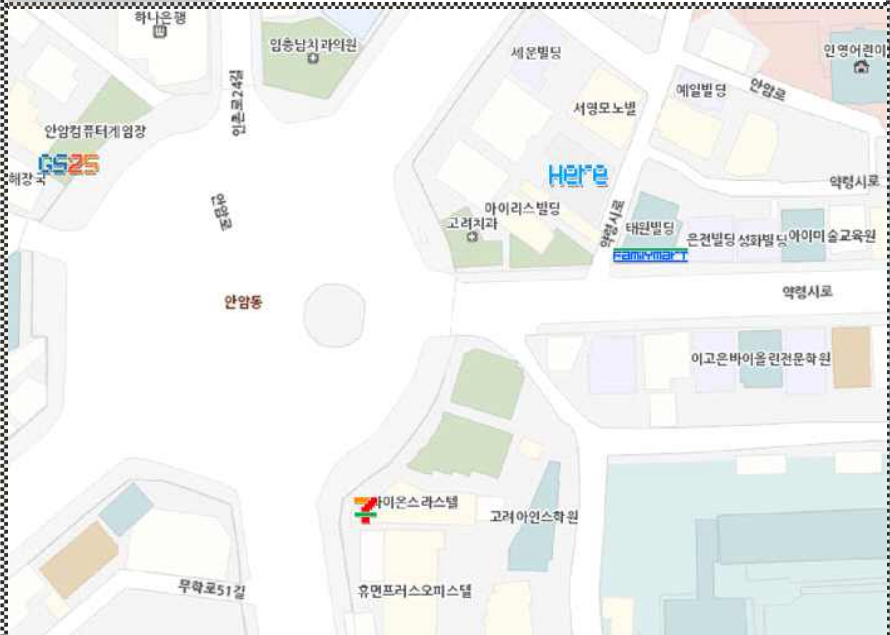 하나은행
임충남치과의원
세운빌딩
인영어린이
안암로
예일빌딩
서영모노빌
인촌로24길
안암컴퓨터게임장
GS25
해장국
Here
약령시로
안암로
아이리스빌딩
고려치과
약령시로
태원빌딩
은전빌딩
성화빌딩
아이미술교육원
FamilyMart
약령시로
안암동
이고은바이올린전문학원
7
아이온스라스텔
고려아인스학원
무학로51길
휴먼프러스오피스텔